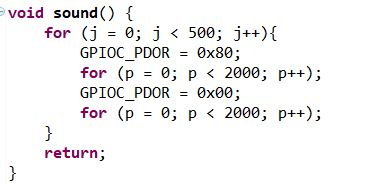 void sound() {
    for (j = 0; j < 500; j++){
        GPIOC_PDOR = 0x80;
        for (p = 0; p < 2000; p++);
        GPIOC_PDOR = 0x00;
        for (p = 0; p < 2000; p++);
    }
    return;
}